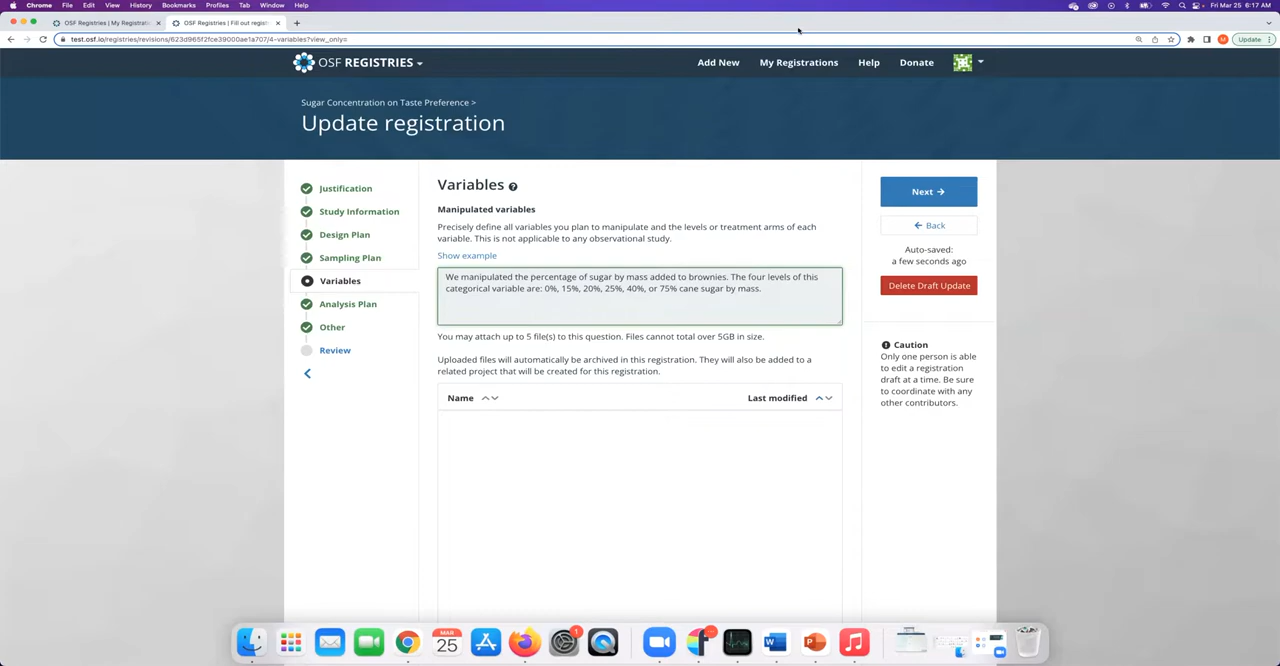 Chrome File Edit View History Bookmarks Profiles Tab Window Help
Fri Mar 25 6:17 AM
OSF Registries | My Registrati
OSF Registries | Fill out registr
test.osf.io/registries/revisions/623d965f2fce39000ae1a707/4-variables?view_only=
M
Update
OSF REGISTRIES
Add New
My Registrations
Help
Donate
Sugar Concentration on Taste Preference >
Update registration
Justification
Study Information
Design Plan
Sampling Plan
Variables
Analysis Plan
Other
Review
Variables
Manipulated variables
Precisely define all variables you plan to manipulate and the levels or treatment arms of each
variable. This is not applicable to any observational study.
Show example
We manipulated the percentage of sugar by mass added to brownies. The four levels of this
categorical variable are: 0%, 15%, 20%, 25%, 40%, or 75% cane sugar by mass.
You may attach up to 5 file(s) to this question. Files cannot total over 5GB in size.
Uploaded files will automatically be archived in this registration. They will also be added to a
related project that will be created for this registration.
Name
Last modified
Next
Back
Auto-saved:
a few seconds ago
Delete Draft Update
Caution
Only one person is able
to edit a registration
draft at a time. Be sure
to coordinate with any
other contributors.
MAR
25
1